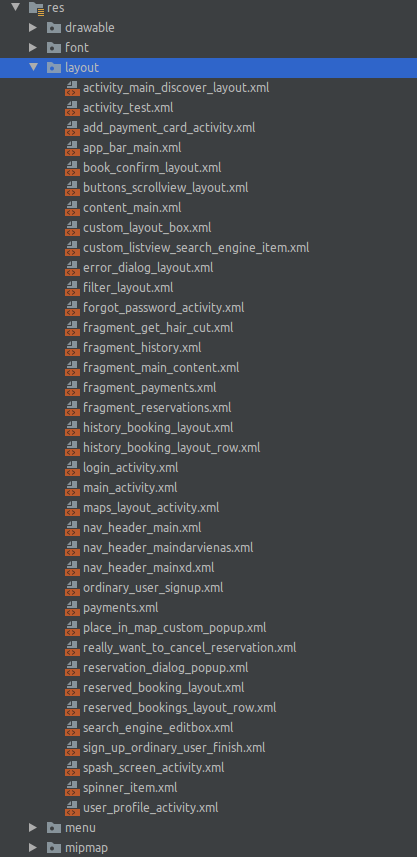 res
drawable
font
layout
activity_main_discover_layout.xml
activity_test.xml
add_payment_card_activity.xml
app_bar_main.xml
book_confirm_layout.xml
buttons_scrollview_layout.xml
content_main.xml
custom_layout_box.xml
custom_listview_search_engine_item.xml
error_dialog_layout.xml
filter_layout.xml
forgot_password_activity.xml
fragment_get_hair_cut.xml
fragment_history.xml
fragment_main_content.xml
fragment_payments.xml
fragment_reservations.xml
history_booking_layout.xml
history_booking_layout_row.xml
login_activity.xml
main_activity.xml
maps_layout_activity.xml
nav_header_main.xml
nav_header_maindarvienas.xml
nav_header_mainxd.xml
ordinary_user_signup.xml
payments.xml
place_in_map_custom_popup.xml
really_want_to_cancel_reservation.xml
reservation_dialog_popup.xml
reserved_booking_layout.xml
reserved_bookings_layout_row.xml
search_engine_editbox.xml
sign_up_ordinary_user_finish.xml
spash_screen_activity.xml
spinner_item.xml
user_profile_activity.xml
menu
mipmap